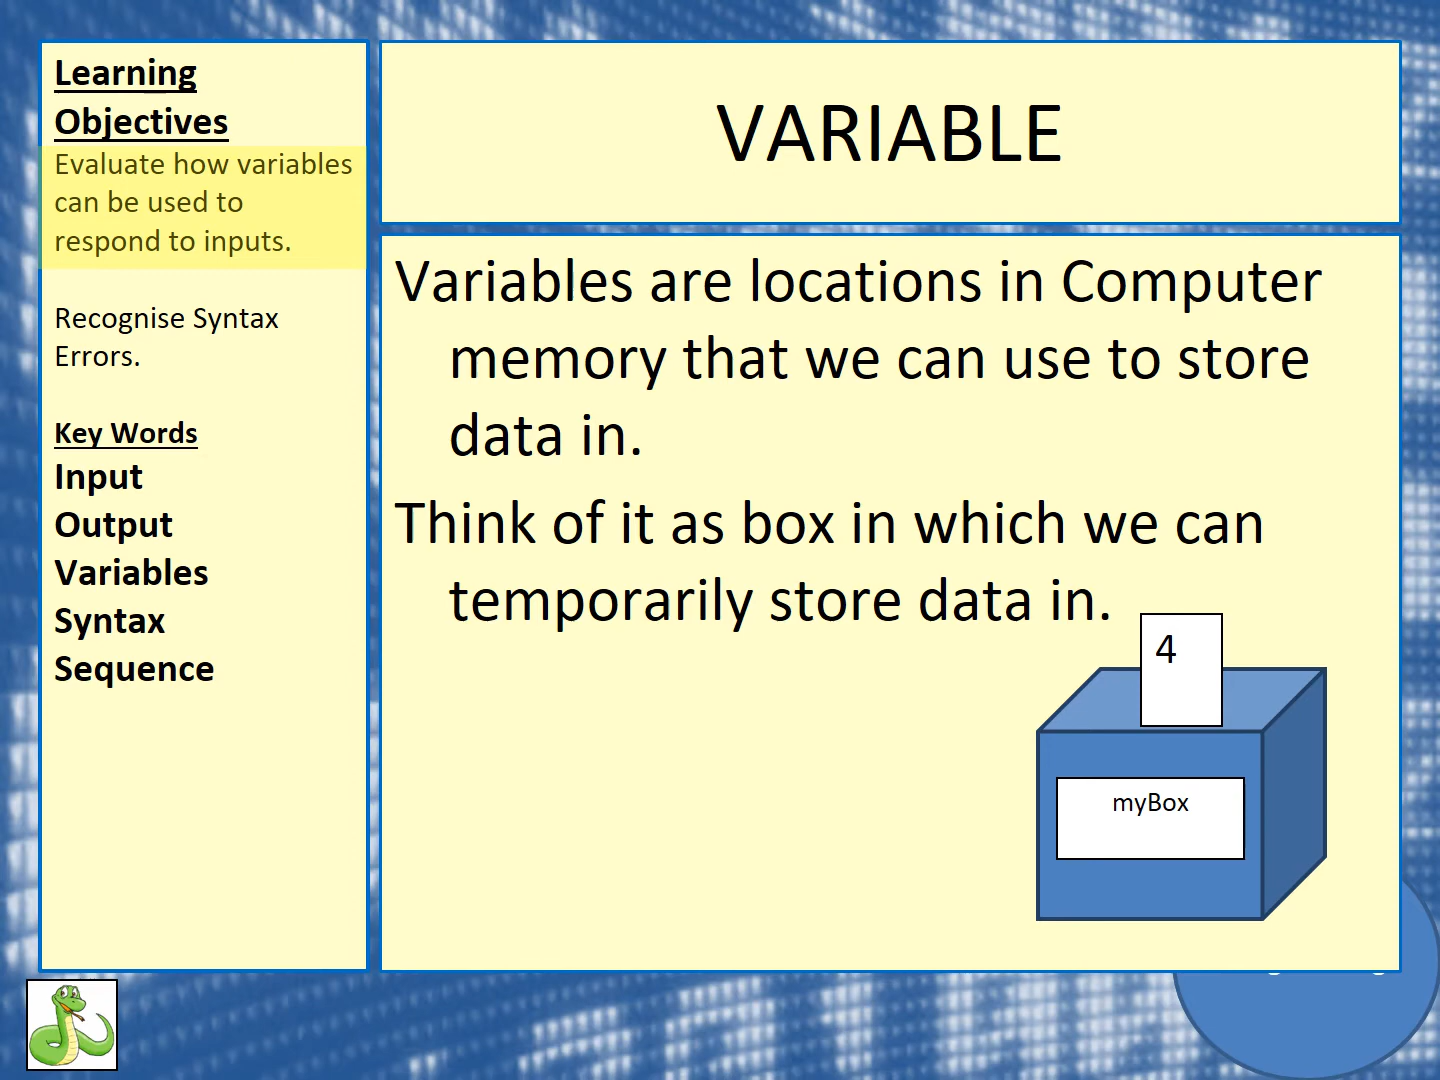 Learning
Objectives
Evaluate how variables
can be used to
respond to inputs.
Recognise Syntax
Errors.
Key Words
Input
Output
Variables
Syntax
Sequence
VARIABLE
Variables are locations in Computer
memory that we can use to store
data in.
Think of it as box in which we can
temporarily store data in.
4
myBox